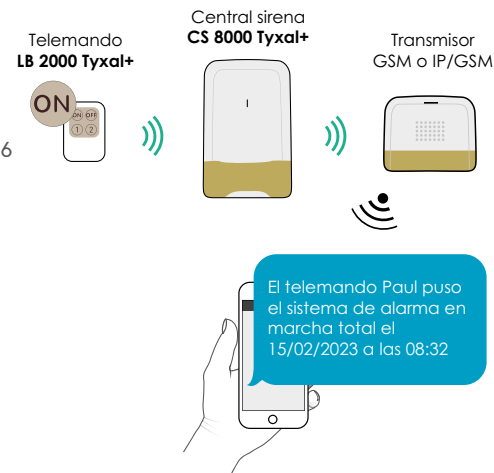 Telemando
LB 2000 Tyxal+
Central sirena
CS 8000 Tyxal+
Transmisor
GSM o IP/GSM
ON
ON OFF
1 2
6
El telemando Paul puso
el sistema de alarma en
marcha total el
15/02/2023 a las 08:32